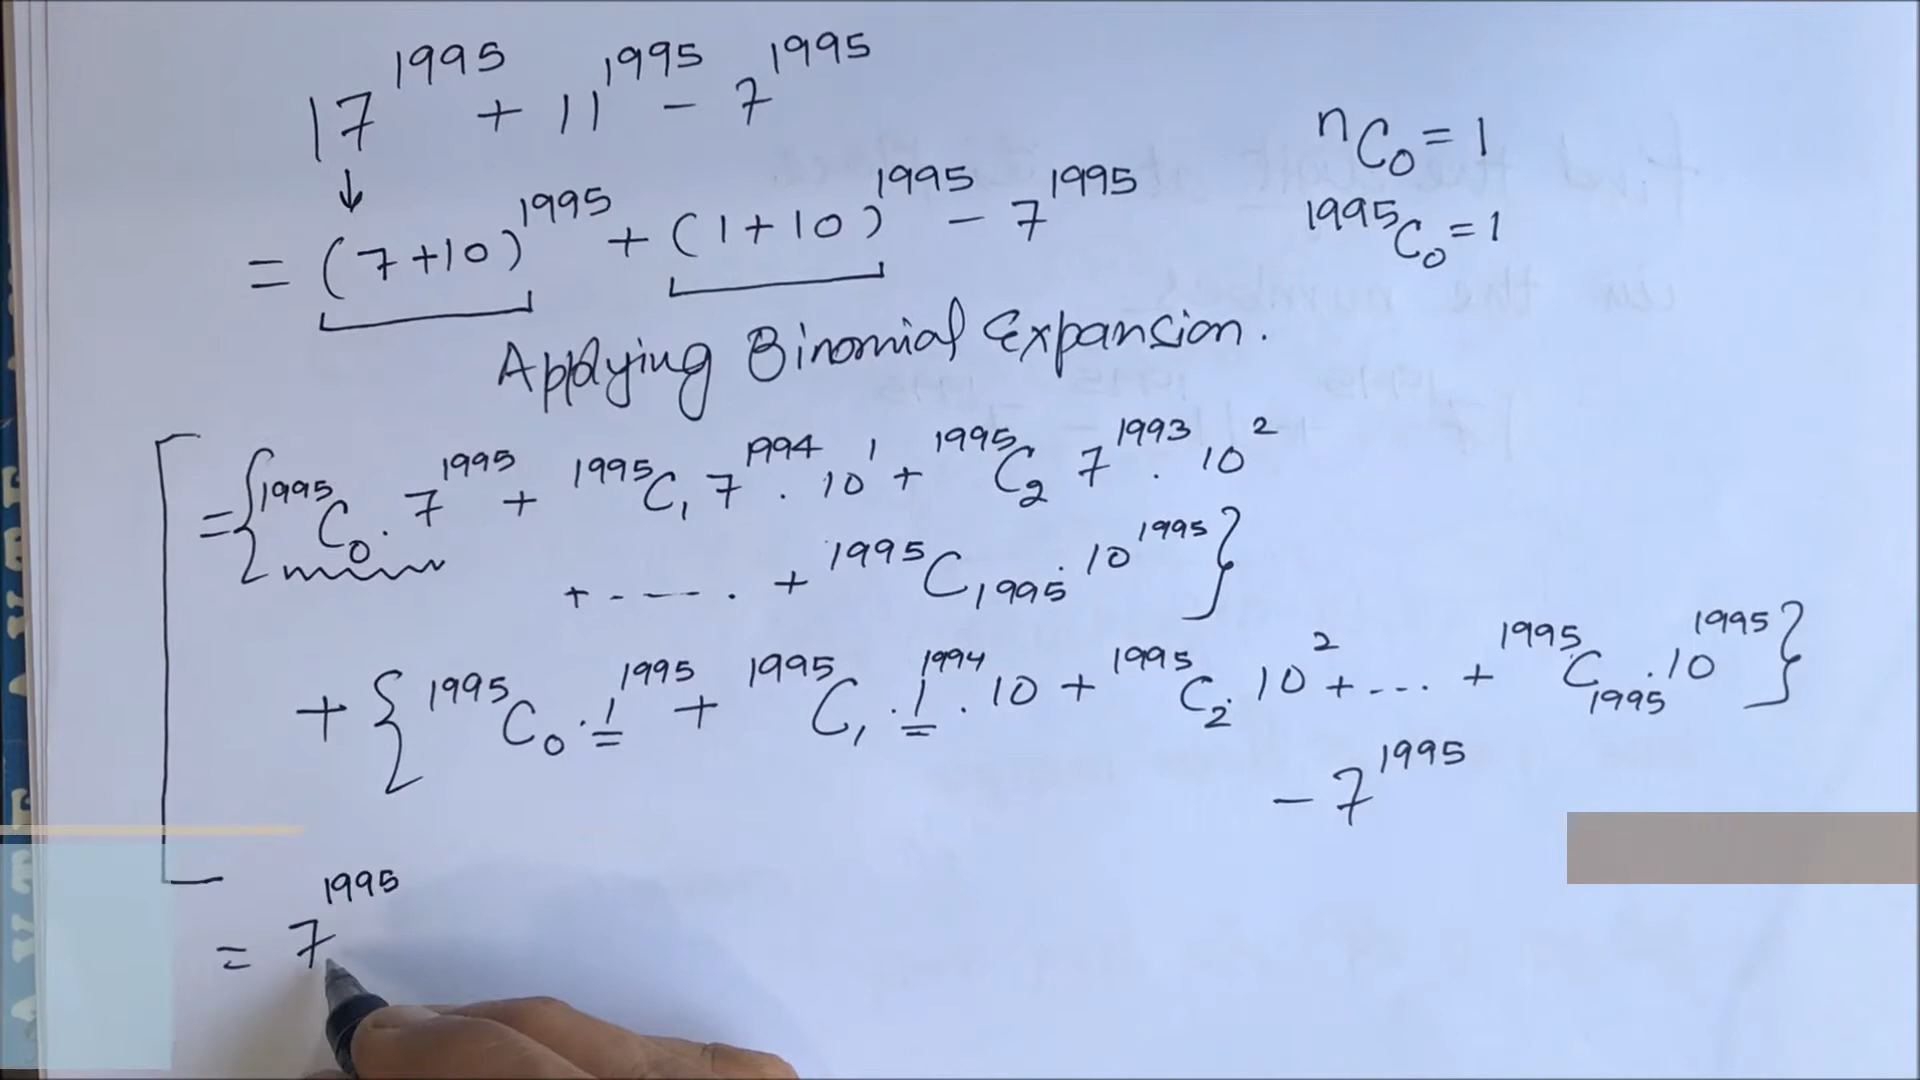 17^1995 + 11^1995 - 7^1995
↓
= (7+10)^1995 + (1+10)^1995 - 7^1995
nC₀ = 1
1995C₀ = 1
Applying Binomial Expansion.
= {1995C₀ . 7^1995 + 1995C₁ 7^1994 . 10^1 + 1995C₂ 7^1993 . 10^2
+ - - - - . + 1995C₁₉₉₅ . 10^1995}
+ {1995C₀ . 1^1995 + 1995C₁ . 1^1994 . 10 + 1995C₂ . 10^2 + ... + 1995C₁₉₉₅ . 10^1995}
- 7^1995
= 7^1995